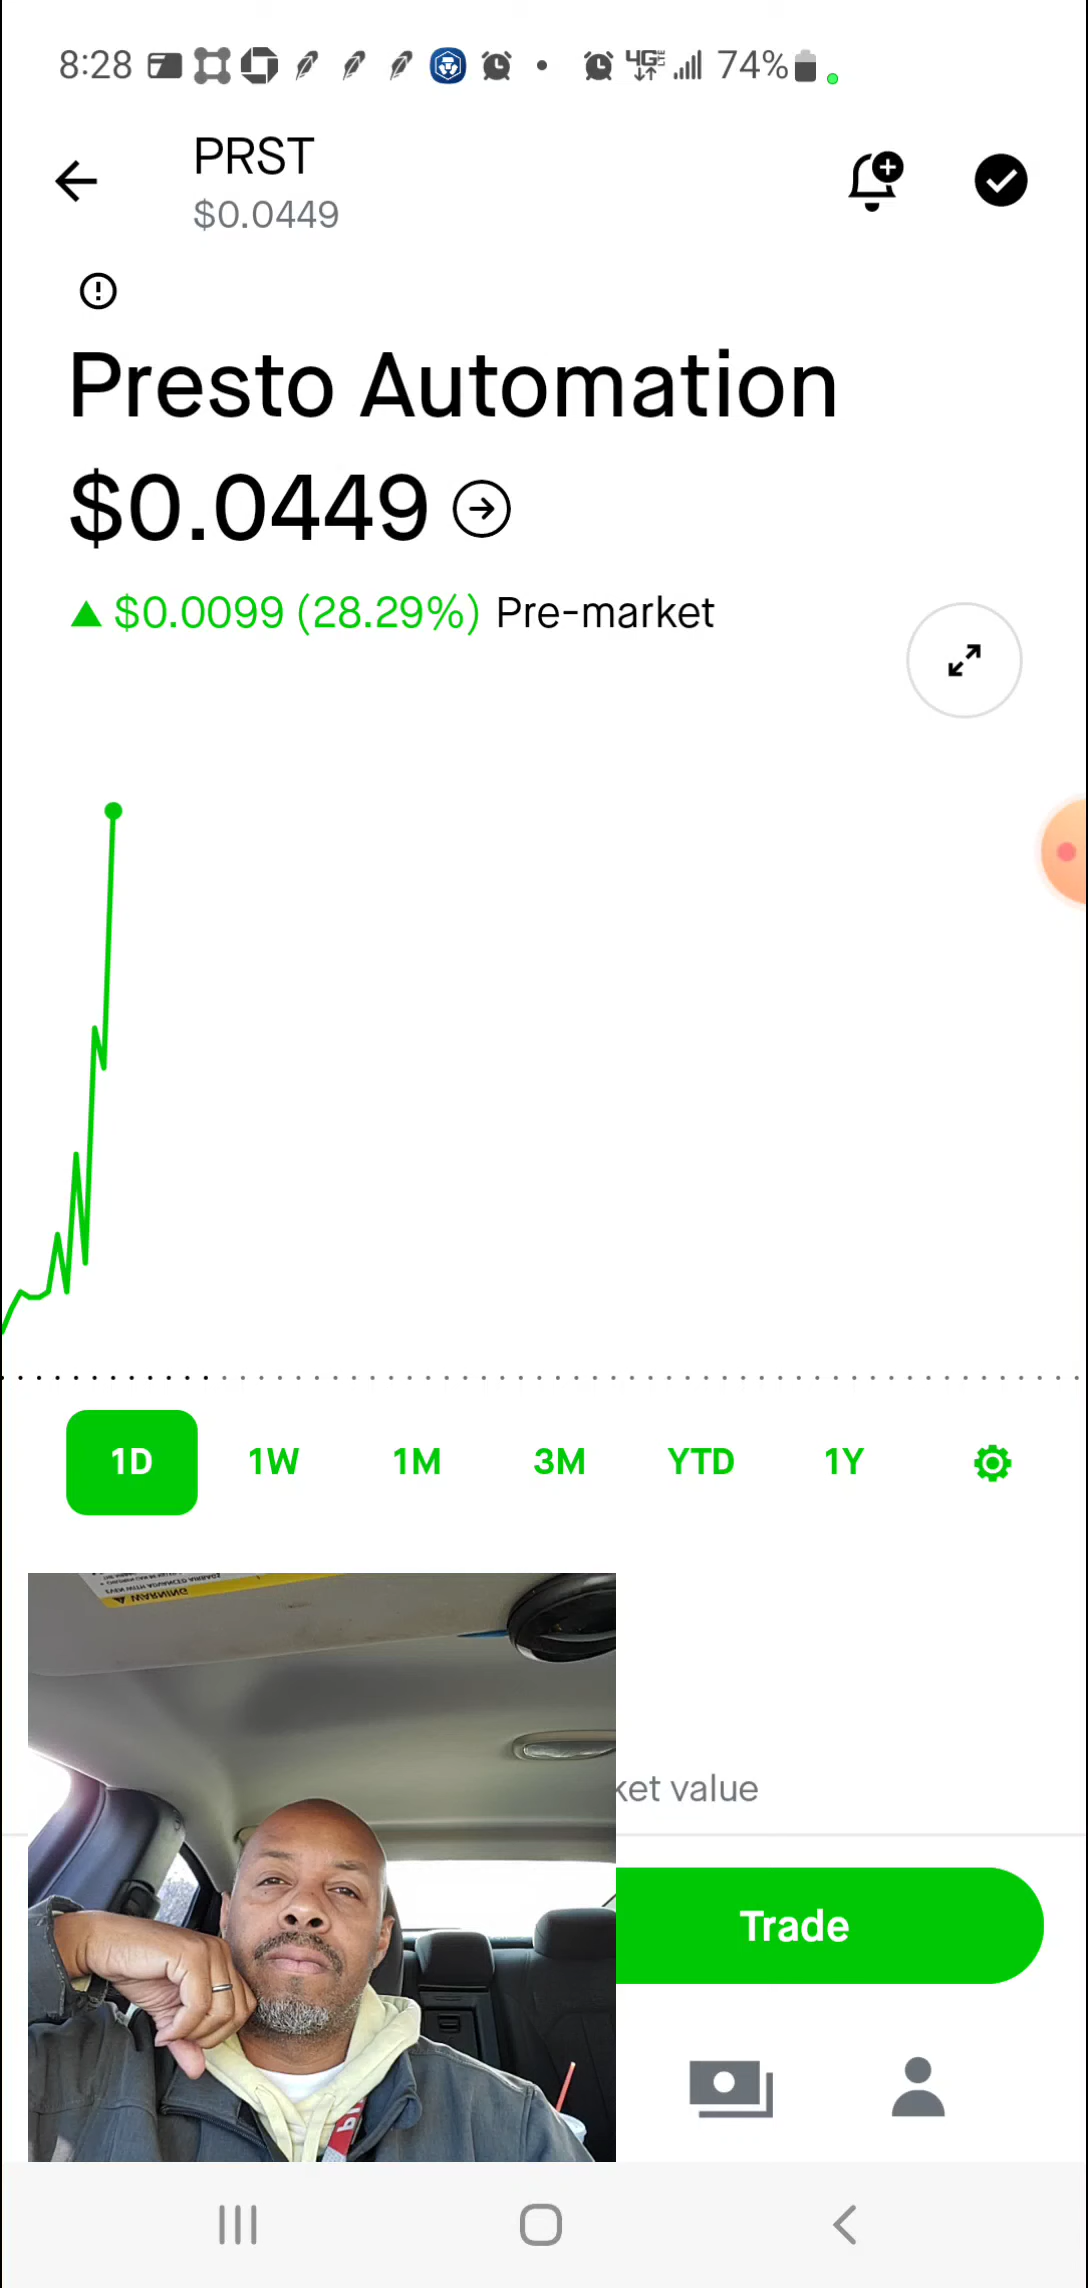 8:28 4GE 74%
PRST
$0.0449
Presto Automation
$0.0449
$0.0099 (28.29%) Pre-market
1D 1W 1M 3M YTD 1Y
WARNING
ket value
Trade